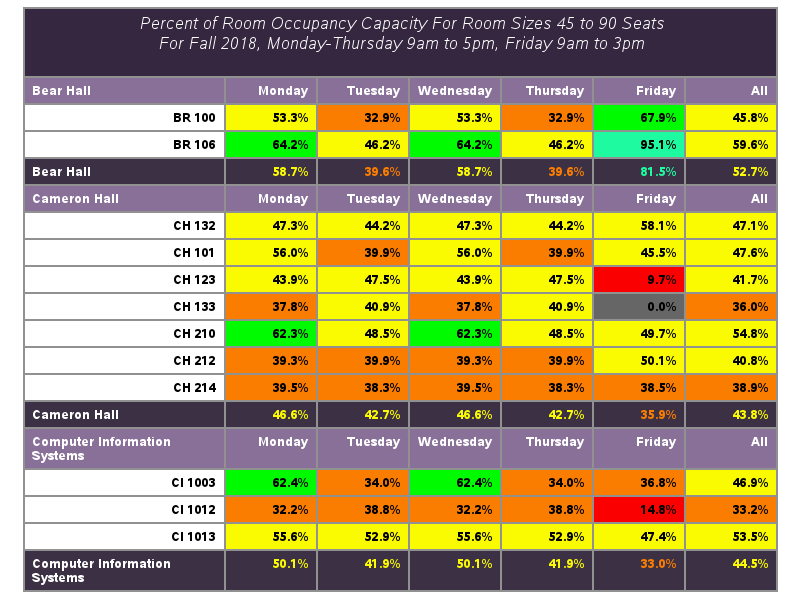 Percent of Room Occupancy Capacity For Room Sizes 45 to 90 Seats
For Fall 2018, Monday-Thursday 9am to 5pm, Friday 9am to 3pm
Bear Hall Monday Tuesday Wednesday Thursday Friday All
BR 100 53.3% 32.9% 53.3% 32.9% 67.9% 45.8%
BR 106 64.2% 46.2% 64.2% 46.2% 95.1% 59.6%
Bear Hall 58.7% 39.6% 58.7% 39.6% 81.5% 52.7%
Cameron Hall Monday Tuesday Wednesday Thursday Friday All
CH 132 47.3% 44.2% 47.3% 44.2% 58.1% 47.1%
CH 101 56.0% 39.9% 56.0% 39.9% 45.5% 47.6%
CH 123 43.9% 47.5% 43.9% 47.5% 9.7% 41.7%
CH 133 37.8% 40.9% 37.8% 40.9% 0.0% 36.0%
CH 210 62.3% 48.5% 62.3% 48.5% 49.7% 54.8%
CH 212 39.3% 39.9% 39.3% 39.9% 50.1% 40.8%
CH 214 39.5% 38.3% 39.5% 38.3% 38.5% 38.9%
Cameron Hall 46.6% 42.7% 46.6% 42.7% 35.9% 43.8%
Computer Information Monday Tuesday Wednesday Thursday Friday All
Systems
CI 1003 62.4% 34.0% 62.4% 34.0% 36.8% 46.9%
CI 1012 32.2% 38.8% 32.2% 38.8% 14.8% 33.2%
CI 1013 55.6% 52.9% 55.6% 52.9% 47.4% 53.5%
Computer Information 50.1% 41.9% 50.1% 41.9% 33.0% 44.5%
Systems